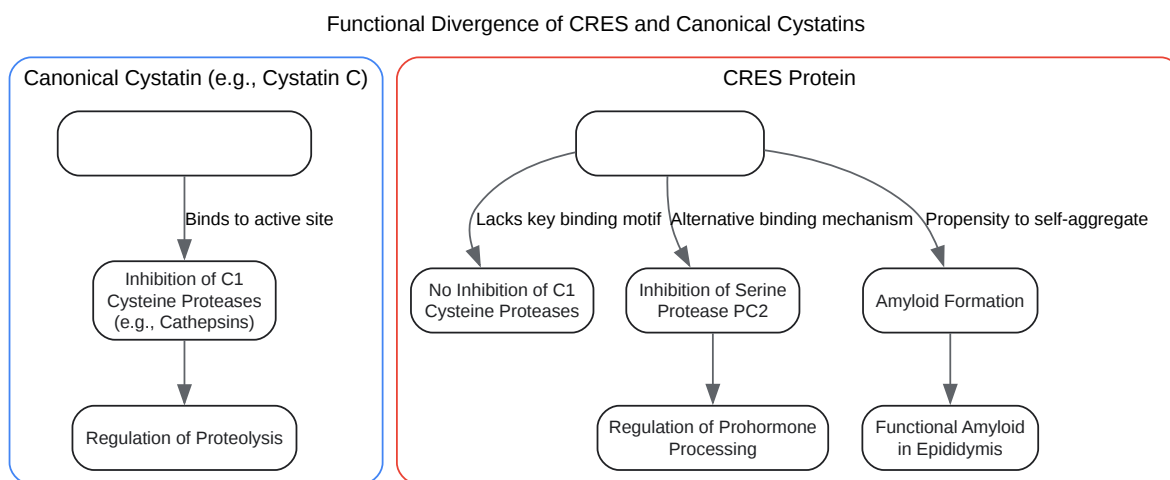 Functional Divergence of CRES and Canonical Cystatins
Canonical Cystatin (e.g., Cystatin C)
Binds to active site
Inhibition of C1
Cysteine Proteases
(e.g., Cathepsins)
Regulation of Proteolysis
CRES Protein
Lacks key binding motif
Alternative binding mechanism
Propensity to self-aggregate
No Inhibition of C1
Cysteine Proteases
Inhibition of Serine
Protease PC2
Amyloid Formation
Regulation of Prohormone
Processing
Functional Amyloid
in Epididymis